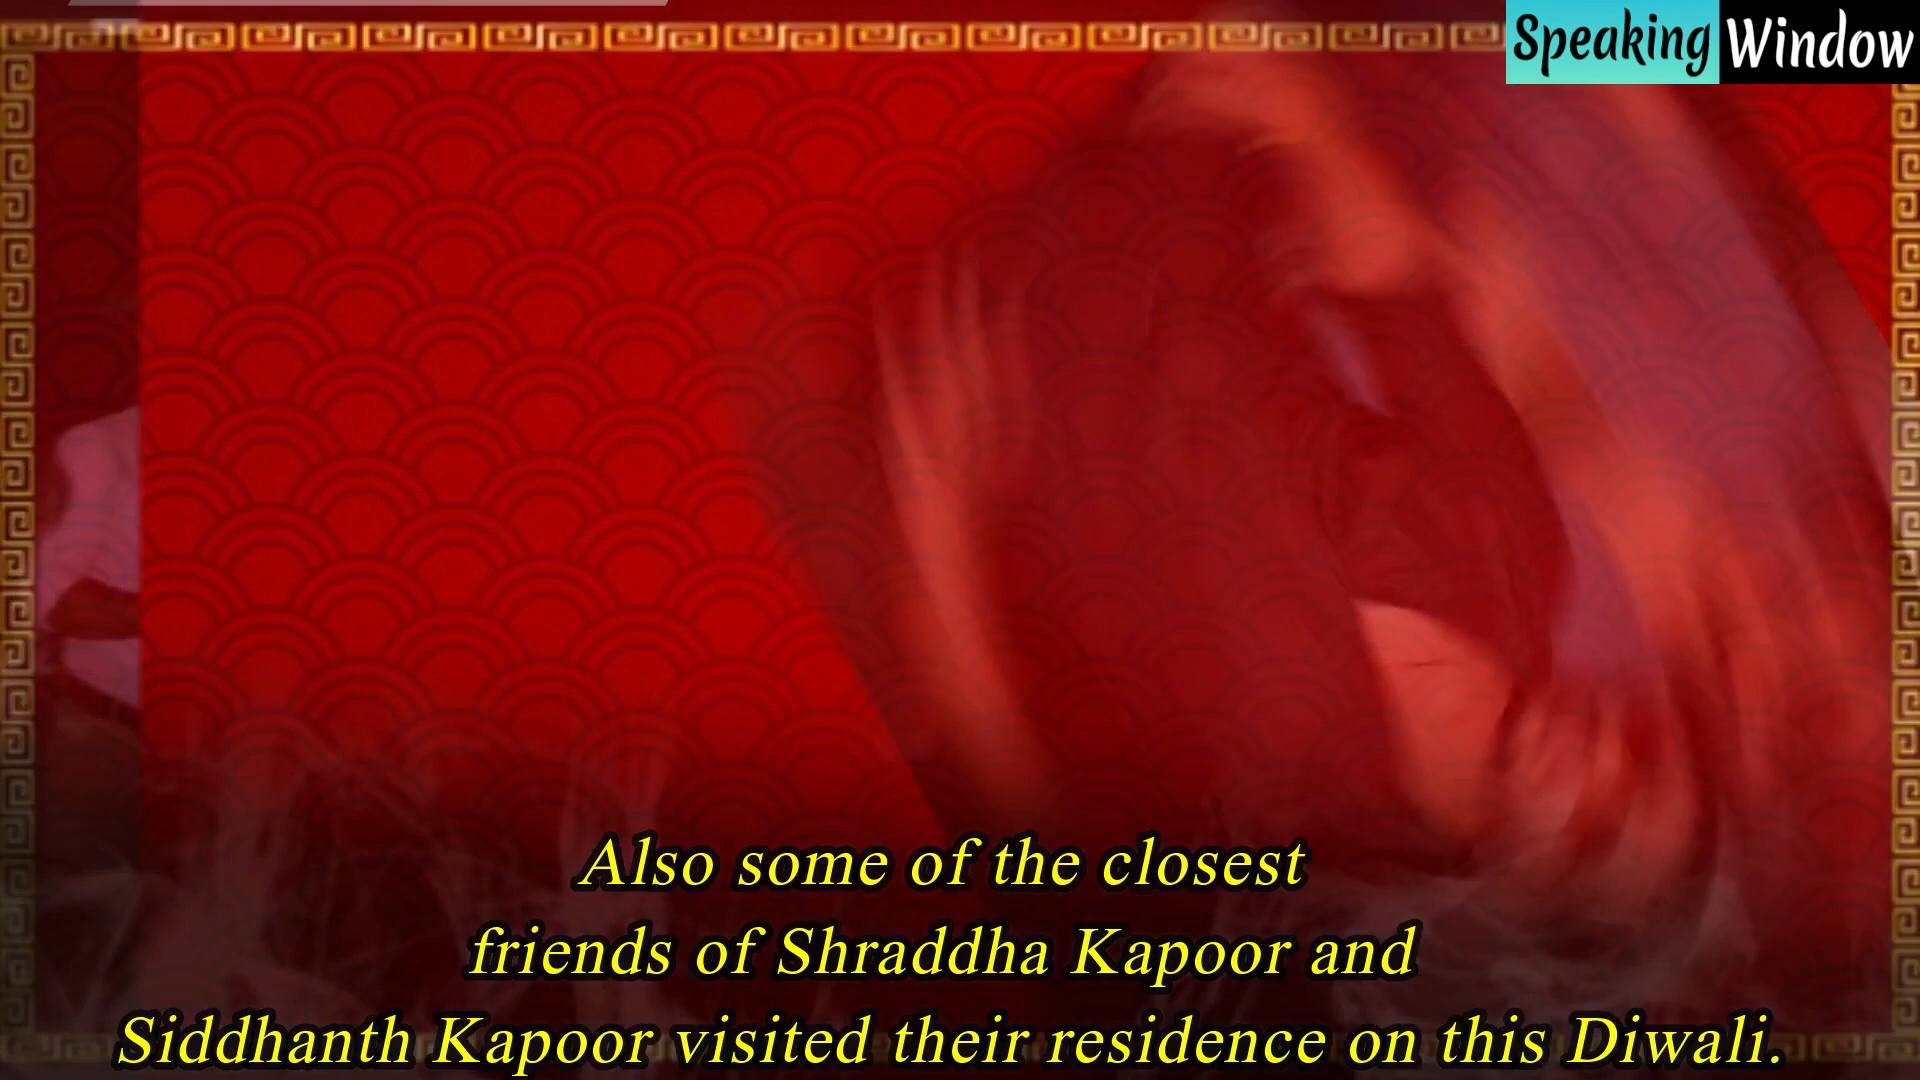 Speaking Window
Also some of the closest
friends of Shraddha Kapoor and
Siddhanth Kapoor visited their residence on this Diwali.